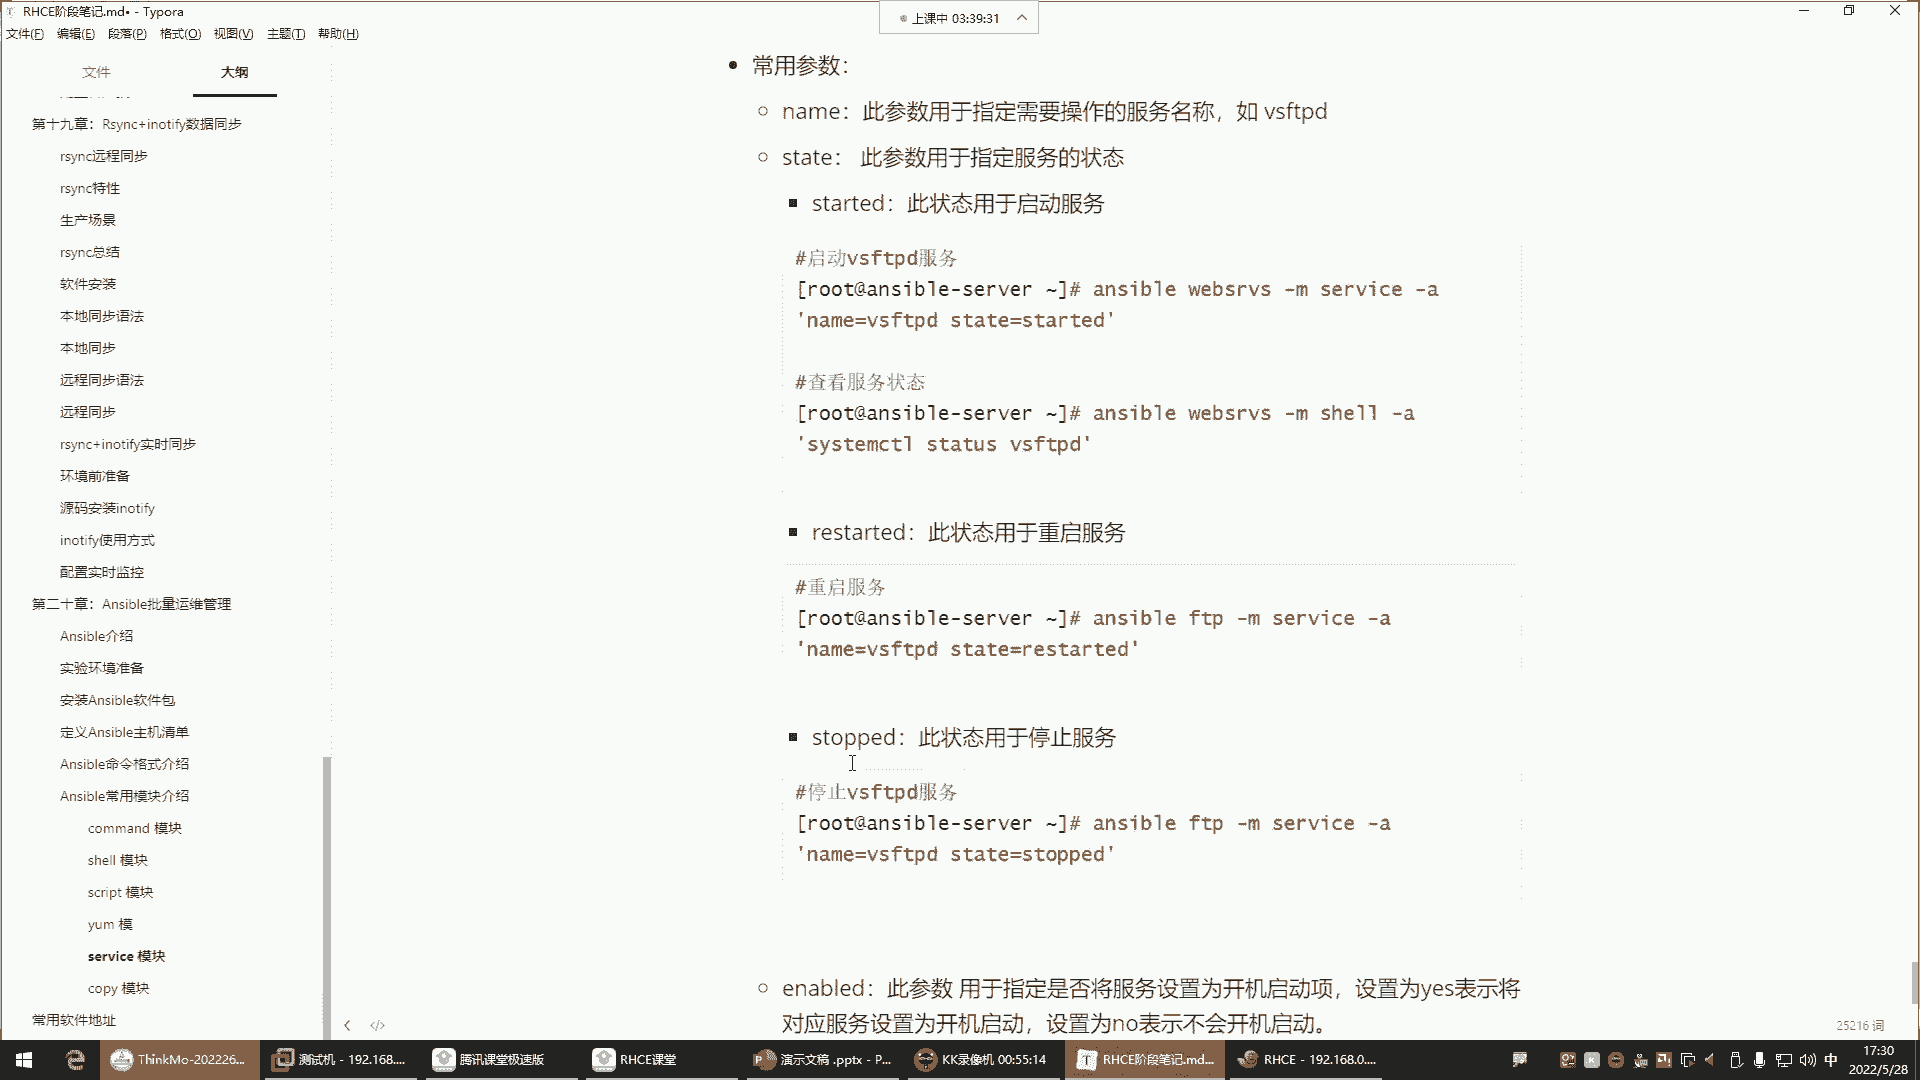 RHCE阶段笔记.md• - Typora
上课中 03:39:31
文件(F) 编辑(E) 段落(P) 格式(O) 视图(V) 主题(T) 帮助(H)
文件 大纲
第十九章：Rsync+inotify数据同步
rsync远程同步
rsync特性
生产场景
rsync总结
软件安装
本地同步语法
本地同步
远程同步语法
远程同步
rsync+inotify实时同步
环境前准备
源码安装inotify
inotify使用方式
配置实时监控
第二十章：Ansible批量运维管理
Ansible介绍
实验环境准备
安装Ansible软件包
定义Ansible主机清单
Ansible命令格式介绍
Ansible常用模块介绍
command 模块
shell 模块
script 模块
yum 模
service 模块
copy 模块
常用软件地址
常用参数：
name：此参数用于指定需要操作的服务名称，如 vsftpd
state： 此参数用于指定服务的状态
started：此状态用于启动服务
#启动vsftpd服务
[root@ansible-server ~]# ansible websrvs -m service -a
'name=vsftpd state=started'
#查看服务状态
[root@ansible-server ~]# ansible websrvs -m shell -a
'systemctl status vsftpd'
restarted：此状态用于重启服务
#重启服务
[root@ansible-server ~]# ansible ftp -m service -a
'name=vsftpd state=restarted'
stopped：此状态用于停止服务
#停止vsftpd服务
[root@ansible-server ~]# ansible ftp -m service -a
'name=vsftpd state=stopped'
enabled：此参数 用于指定是否将服务设置为开机启动项，设置为yes表示将
对应服务设置为开机启动，设置为no表示不会开机启动。
25216 词
ThinkMo-202226... 测试机 - 192.168.... 腾讯课堂极速版 RHCE课堂 演示文稿 .pptx - P... KK录像机 00:55:14 RHCE阶段笔记.md... RHCE - 192.168.0.... 中 17:30
2022/5/28